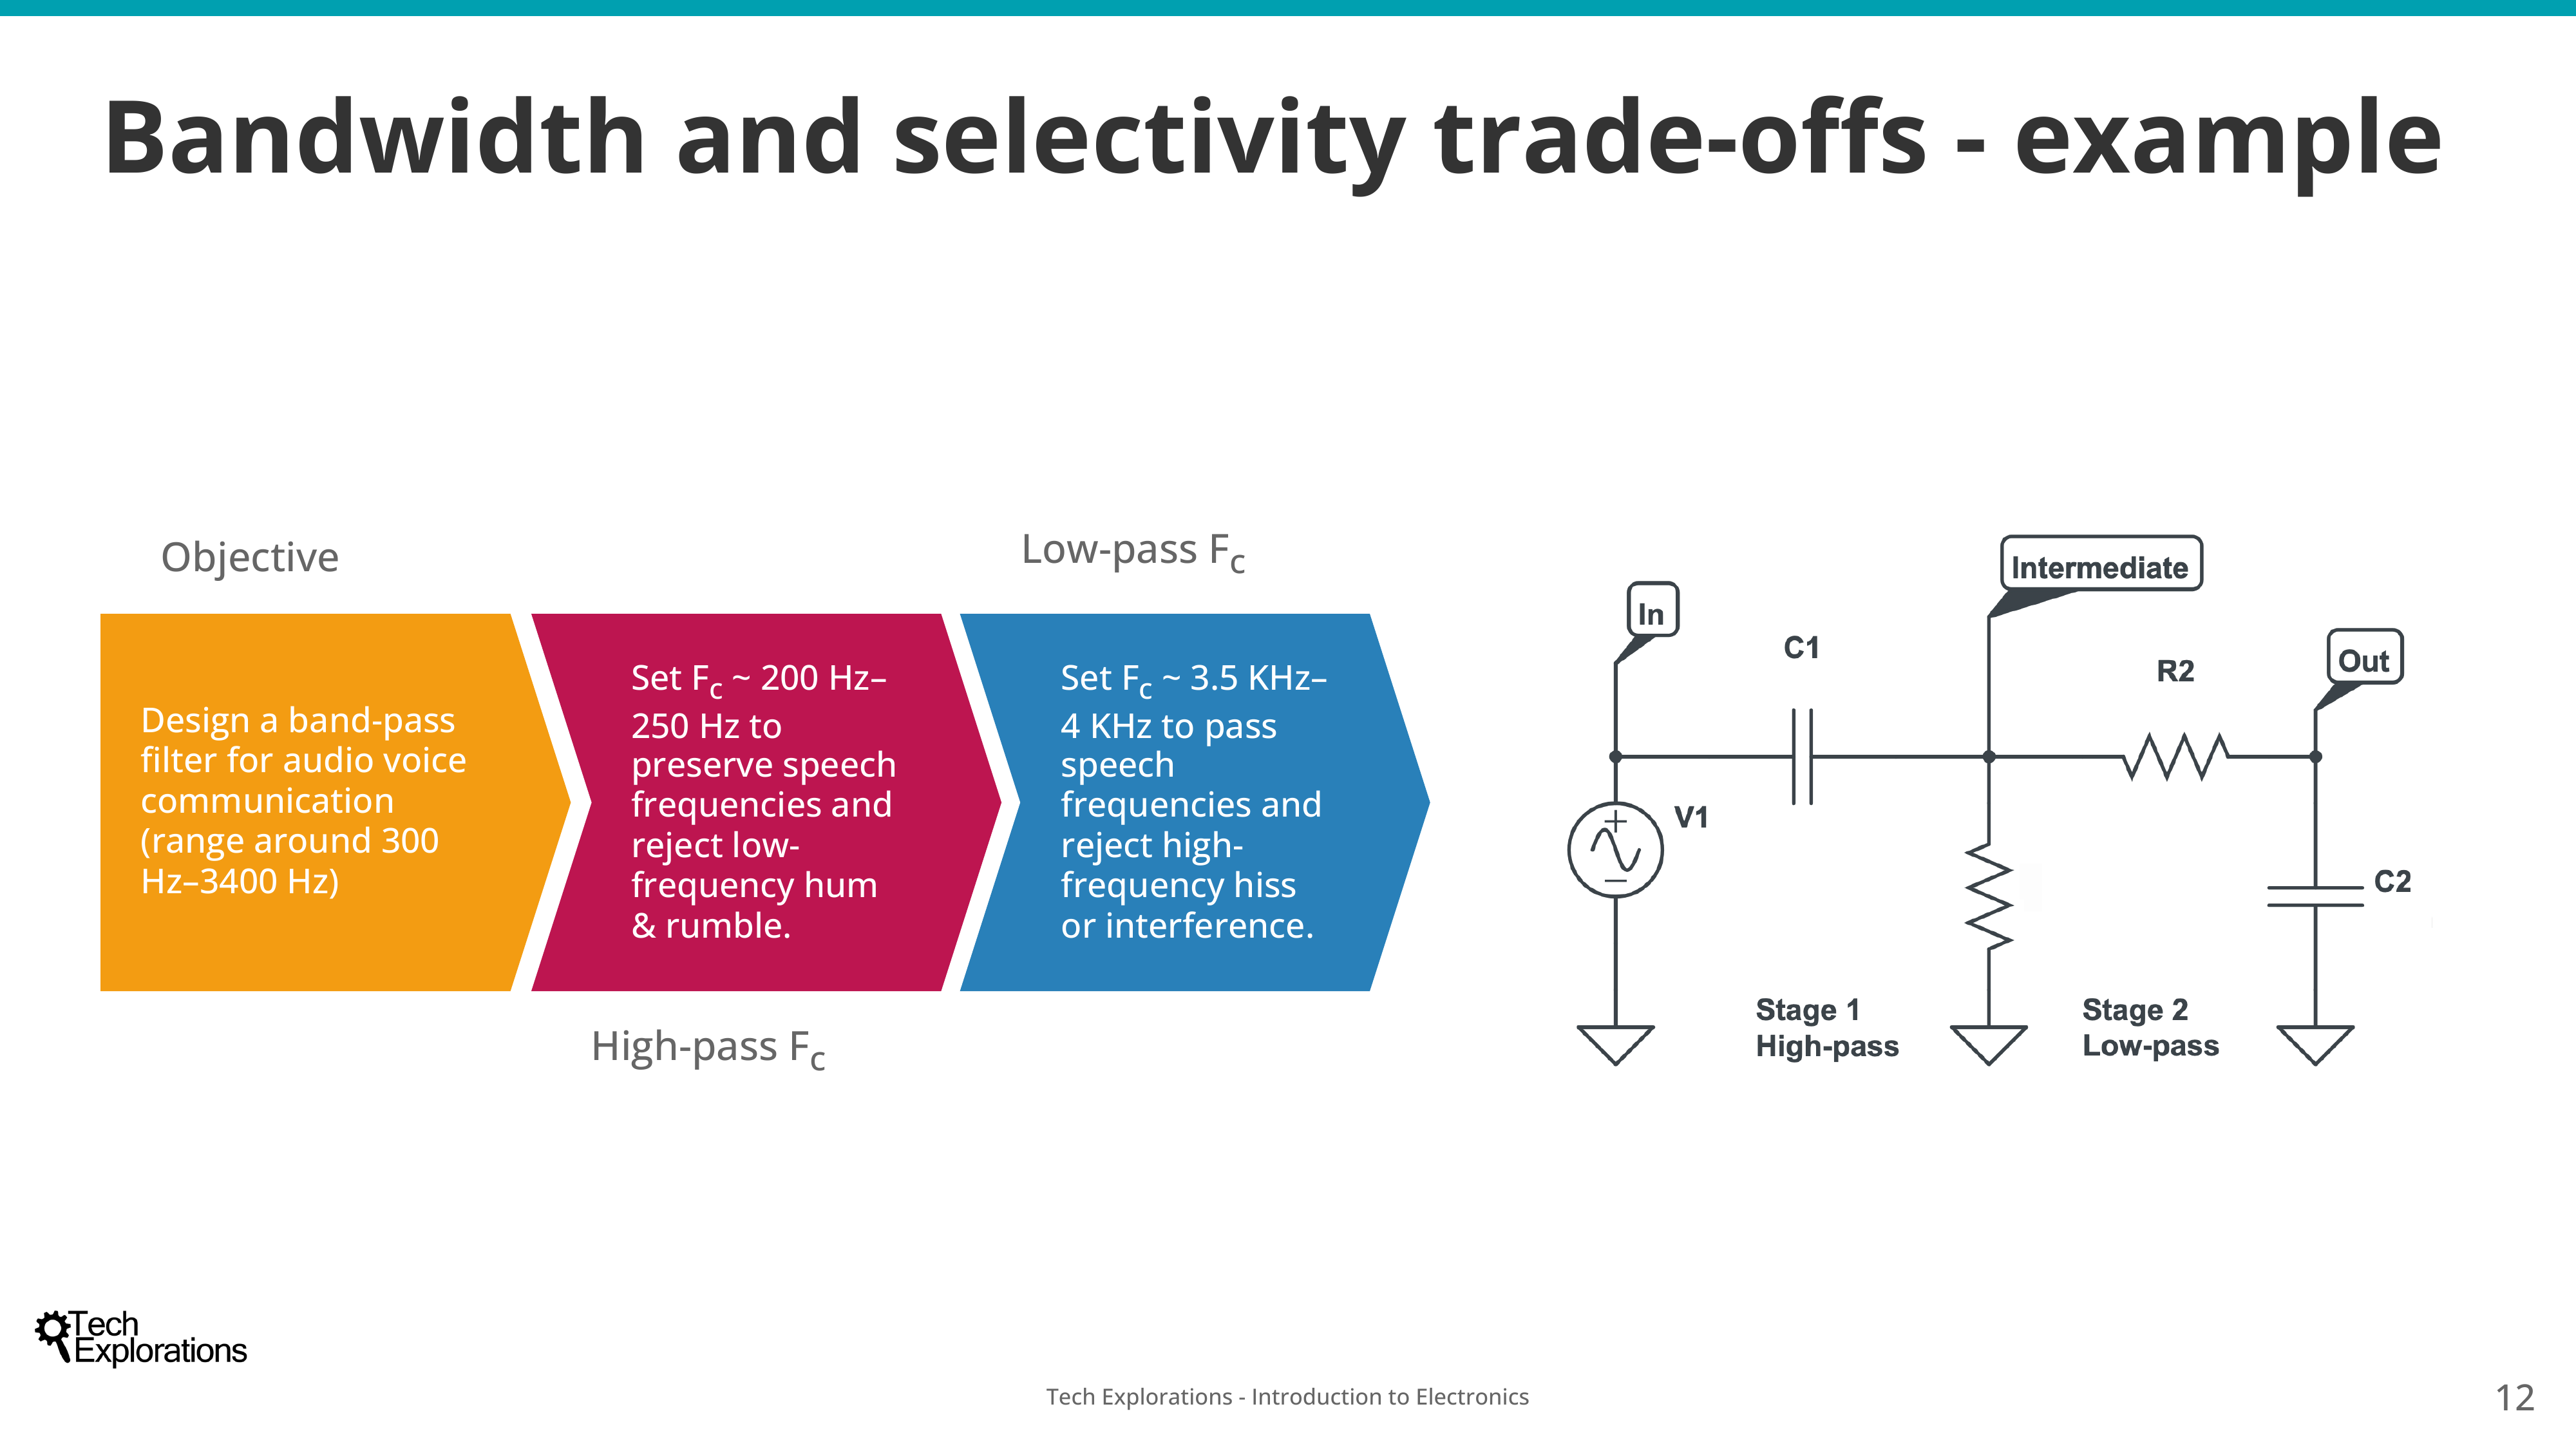 Bandwidth and selectivity trade-offs - example
Objective
Design a band-pass
filter for audio voice
communication
(range around 300
Hz–3400 Hz)
Set Fc ~ 200 Hz–
250 Hz to
preserve speech
frequencies and
reject low-
frequency hum
& rumble.
High-pass Fc
Low-pass Fc
Set Fc ~ 3.5 KHz–
4 KHz to pass
speech
frequencies and
reject high-
frequency hiss
or interference.
In
Intermediate
Out
C1
R2
V1
C2
+
−
Stage 1
High-pass
Stage 2
Low-pass
Tech
Explorations
Tech Explorations - Introduction to Electronics
12